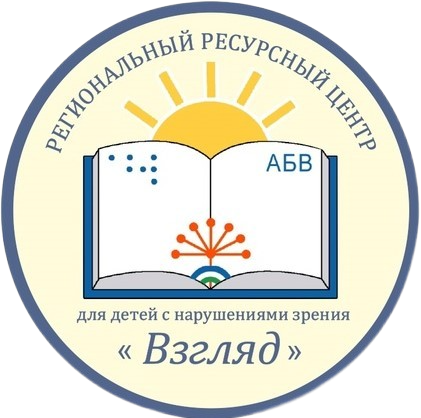 РЕГИОНАЛЬНЫЙ РЕСУРСНЫЙ ЦЕНТР
АБВ
для детей с нарушениями зрения
« Взгляд »